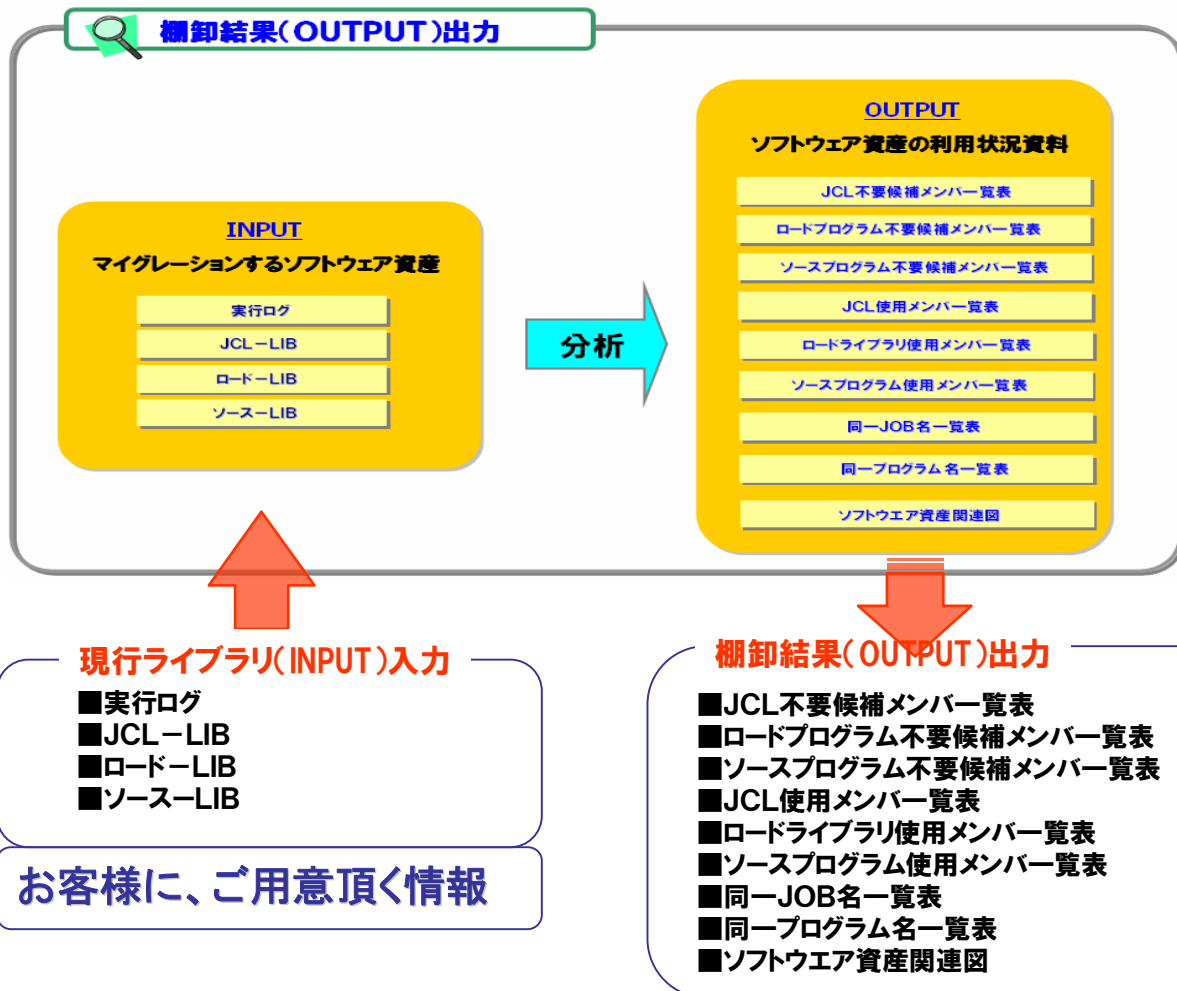 棚卸結果(OUTPUT)出力
INPUT
マイグレーションするソフトウェア資産
実行ログ
JCL－LIB
ロード－LIB
ソース－LIB
分析
OUTPUT
ソフトウェア資産の利用状況資料
JCL不要候補メンバ一覧表
ロードプログラム不要候補メンバー覧表
ソースプログラム不要候補メンバー覧表
JCL使用メンバ一覧表
ロードライブラリ使用メンバー覧表
ソースプログラム使用メンバー覧表
同一JOB名一覧表
同一プログラム名一覧表
ソフトウエア資産関連図
現行ライブラリ(INPUT)入力
■実行ログ
■JCL－LIB
■ロード－LIB
■ソース－LIB
お客様に、ご用意頂く情報
棚卸結果(OUTPUT)出力
■JCL不要候補メンバ一覧表
■ロードプログラム不要候補メンバ一覧表
■ソースプログラム不要候補メンバ一覧表
■JCL使用メンバ一覧表
■ロードライブラリ使用メンバ一覧表
■ソースプログラム使用メンバ一覧表
■同一JOB名一覧表
■同一プログラム名一覧表
■ソフトウエア資産関連図